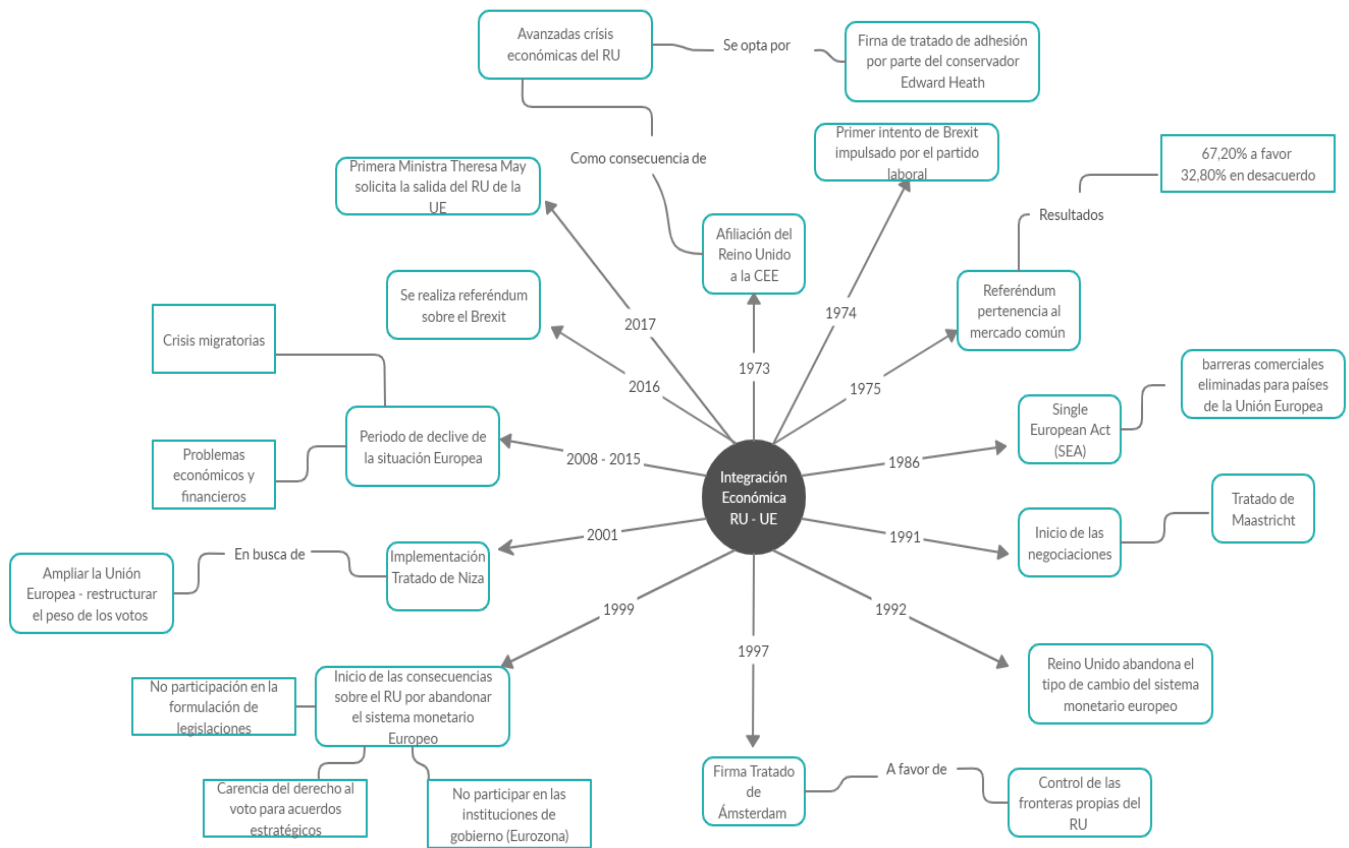 Avanzadas crísis
económicas del RU
Se opta por
Firna de tratado de adhesión
por parte del conservador
Edward Heath
Como consecuencia de
Primer intento de Brexit
impulsado por el partido
laboral
67,20% a favor
32,80% en desacuerdo
Resultados
Primera Ministra Theresa May
solicita la salida del RU de la
UE
Afiliación del
Reino Unido
a la CEE
Referéndum
pertenencia al
mercado común
Se realiza referéndum
sobre el Brexit
2017
1973
1974
1975
2016
Crisis migratorias
barreras comerciales
eliminadas para países
de la Unión Europea
Single
European Act
(SEA)
1986
Periodo de declive de
la situación Europea
2008 - 2015
Problemas
económicos y
financieros
Integración
Económica
RU - UE
Tratado de
Maastricht
Inicio de las
negociaciones
1991
2001
Implementación
Tratado de Niza
En busca de
Ampliar la Unión
Europea - restructurar
el peso de los votos
1999
1992
1997
Reino Unido abandona el
tipo de cambio del sistema
monetario europeo
Inicio de las consecuencias
sobre el RU por abandonar
el sistema monetario
Europeo
No participación en la
formulación de
legislaciones
Carencia del derecho al
voto para acuerdos
estratégicos
No participar en las
instituciones de
gobierno (Eurozona)
Firma Tratado
de
Ámsterdam
A favor de
Control de las
fronteras propias del
RU